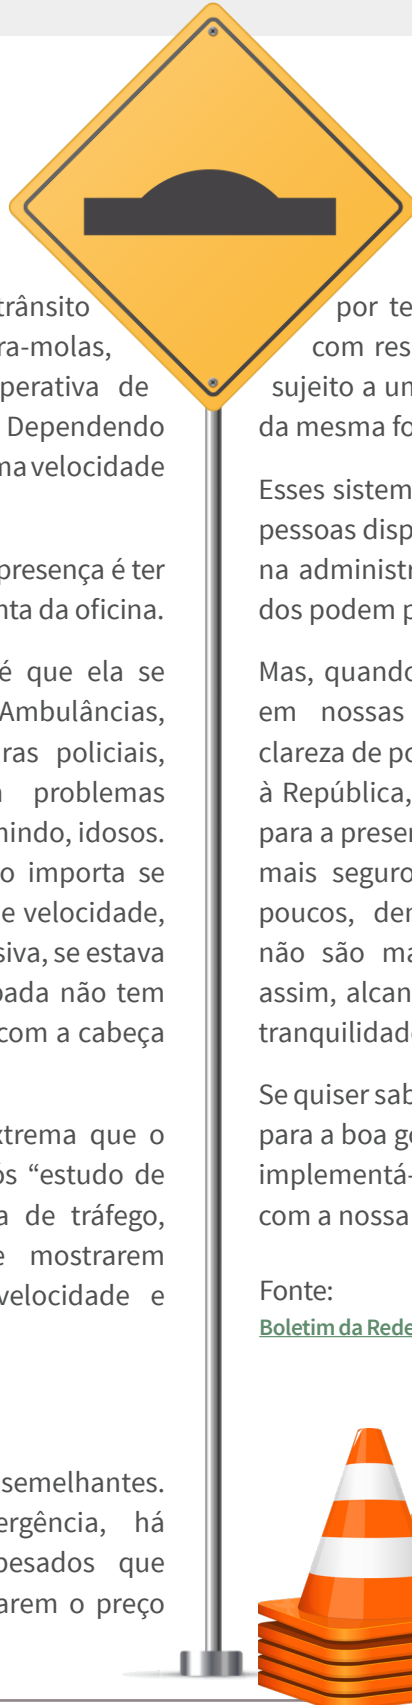 trânsito
ra-molas,
perativa de
Dependendo
ma velocidade
presença é ter
nta da oficina.
é que ela se
Ambulâncias,
ras policiais,
problemas
mindo, idosos.
o importa se
e velocidade,
siva, se estava
pada não tem
com a cabeça
xtrema que o
ós “estudo de
a de tráfego,
e mostrarem
velocidade e
semelhantes.
ergência, há
pesados que
arem o preço
por te
com res
sujeito a un
da mesma fo
Esses sistem
pessoas disp
na administr
dos podem p
Mas, quando
em nossas
clareza de po
à República,
para a presen
mais seguro
poucos, der
não são ma
assim, alcan
tranquilidade
Se quiser sab
para a boa go
implementá-
com a nossa
Fonte:
Boletim da Rede